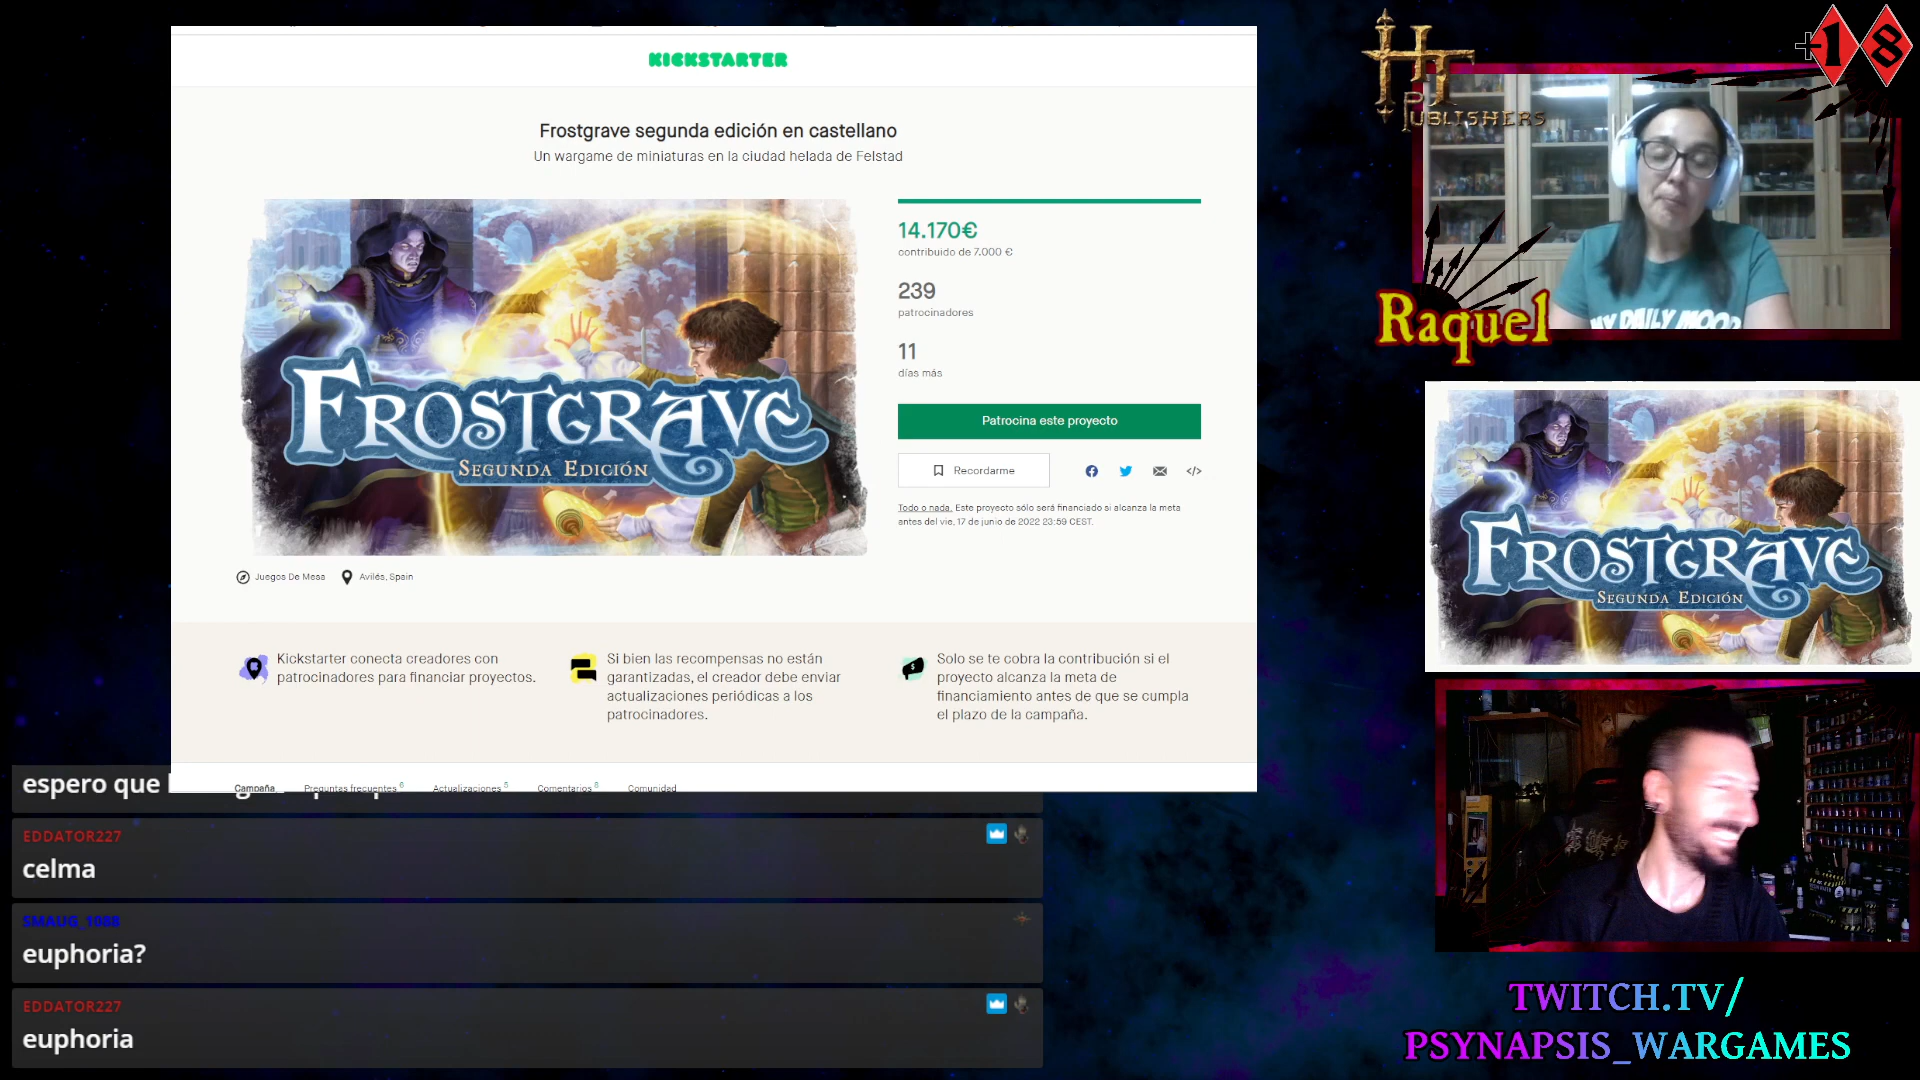 KICKSTARTER
Frostgrave segunda edición en castellano
Un wargame de miniaturas en la ciudad helada de Felstad
FROSTGRAVE
SEGUNDA EDICIÓN
14.170€
contribuido de 7.000 €
239
patrocinadores
11
días más
Patrocina este proyecto
Recordarme
Todo o nada. Este proyecto sólo será financiado si alcanza la meta
antes del vie, 17 de junio de 2022 23:59 CEST.
Juegos De Mesa
Avilés, Spain
Kickstarter conecta creadores con
patrocinadores para financiar proyectos.
Si bien las recompensas no están
garantizadas, el creador debe enviar
actualizaciones periódicas a los
patrocinadores.
Solo se te cobra la contribución si el
proyecto alcanza la meta de
financiamiento antes de que se cumpla
el plazo de la campaña.
Campaña
Preguntas frecuentes
Actualizaciones
Comentarios
Comunidad
espero que
EDDATOR227
celma
SMAUG_1088
euphoria?
EDDATOR227
euphoria
HT
PUBLISHERS
+18
MY DAILY MOOD
Raquel
FROSTGRAVE
SEGUNDA EDICIÓN
TWITCH.TV/
PSYNAPSIS_WARGAMES